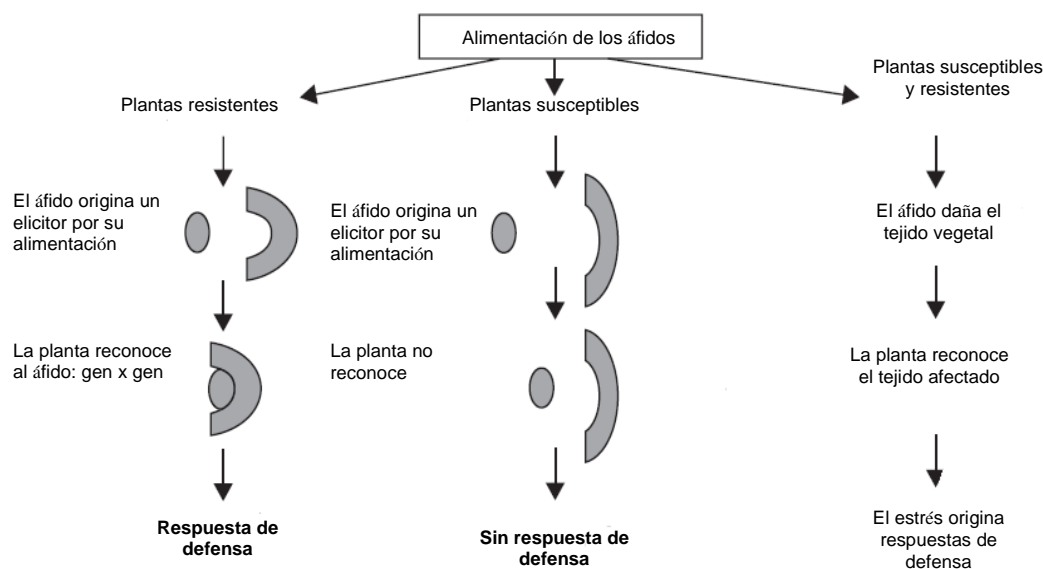 Alimentación de los áfidos
Plantas resistentes
El áfido origina un
elicitor por su
alimentación
La planta reconoce
al áfido: gen x gen
Respuesta de
defensa
Plantas susceptibles
El áfido origina un
elicitor por su
alimentación
La planta no
reconoce
Sin respuesta de
defensa
Plantas susceptibles
y resistentes
El áfido daña el
tejido vegetal
La planta reconoce
el tejido afectado
El estrés origina
respuestas de
defensa